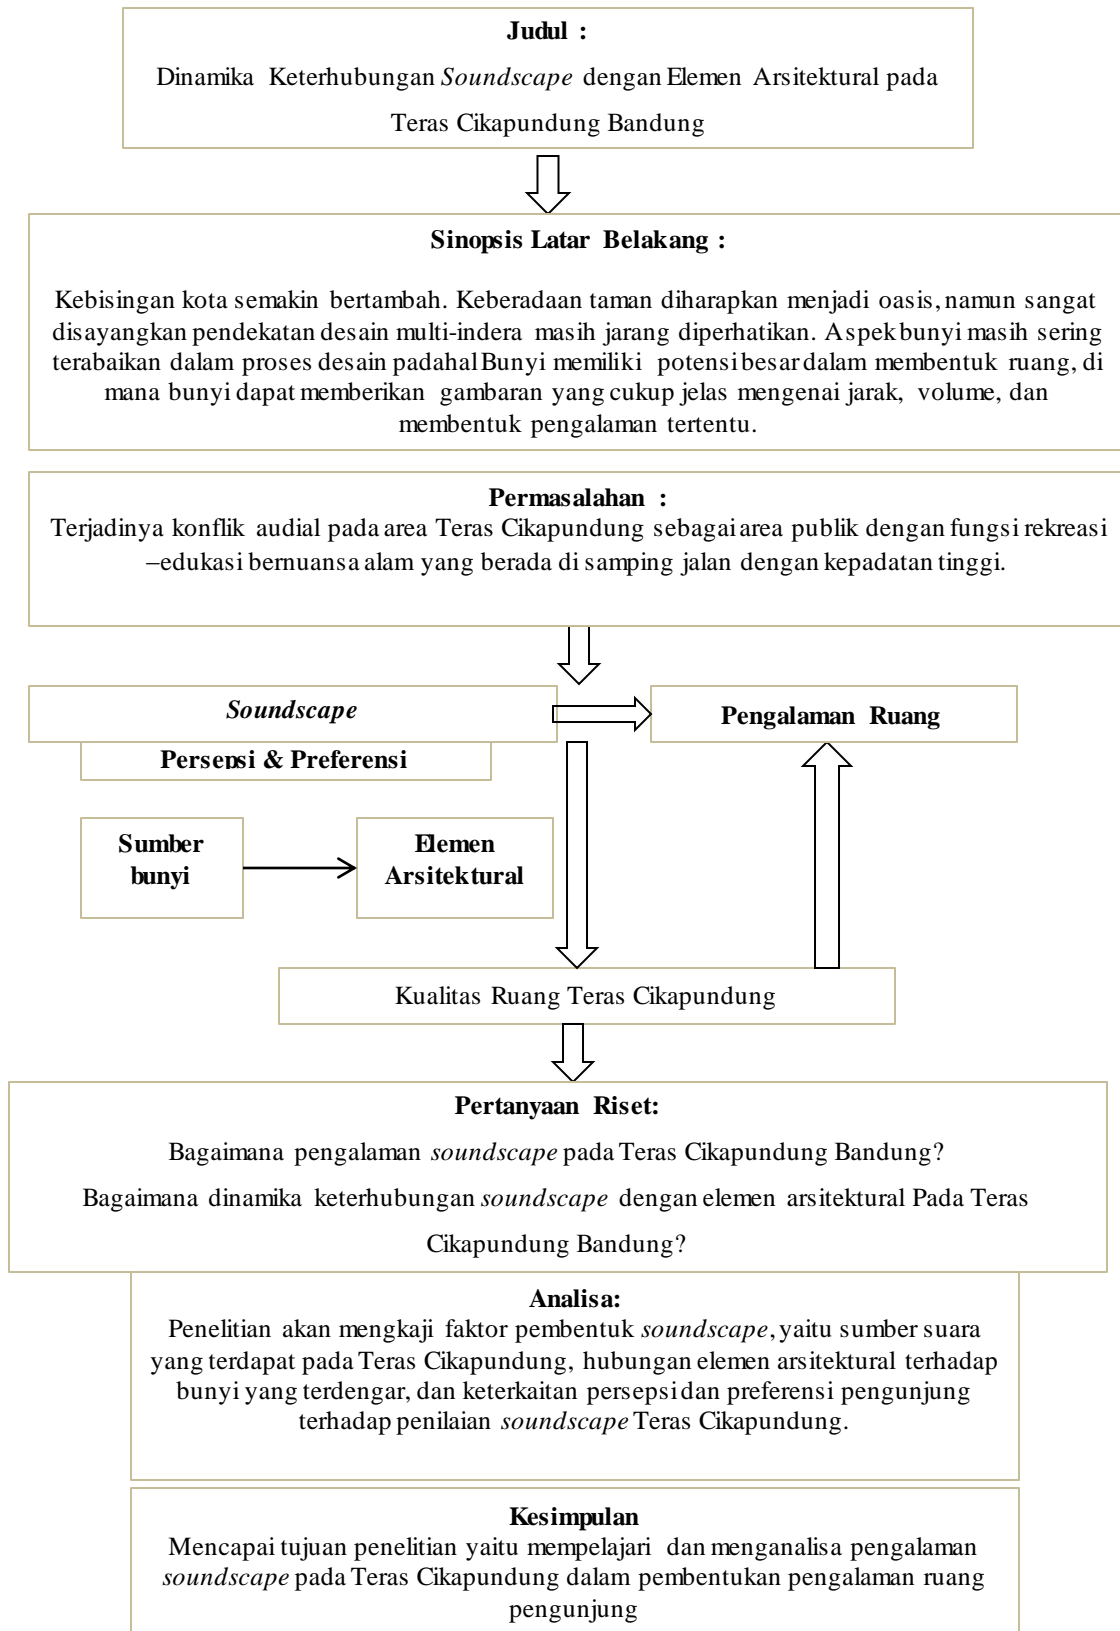 Judul :
Dinamika Keterhubungan Soundscape dengan Elemen Arsitektural pada
Teras Cikapundung Bandung
Sinopsis Latar Belakang :
Kebisingan kota semakin bertambah. Keberadaan taman diharapkan menjadi oasis, namun sangat
disayangkan pendekatan desain multi-indera masih jarang diperhatikan. Aspek bunyi masih sering
terabaikan dalam proses desain padahal Bunyi memiliki potensi besar dalam membentuk ruang, di
mana bunyi dapat memberikan gambaran yang cukup jelas mengenai jarak, volume, dan
membentuk pengalaman tertentu.
Permasalahan :
Terjadinya konflik audial pada area Teras Cikapundung sebagai area publik dengan fungsi rekreasi
–edukasi bernuansa alam yang berada di samping jalan dengan kepadatan tinggi.
Soundscape
Pengalaman Ruang
Persepsi & Preferensi
Sumber
bunyi
Elemen
Arsitektural
Kualitas Ruang Teras Cikapundung
Pertanyaan Riset:
Bagaimana pengalaman soundscape pada Teras Cikapundung Bandung?
Bagaimana dinamika keterhubungan soundscape dengan elemen arsitektural Pada Teras
Cikapundung Bandung?
Analisa:
Penelitian akan mengkaji faktor pembentuk soundscape, yaitu sumber suara
yang terdapat pada Teras Cikapundung, hubungan elemen arsitektural terhadap
bunyi yang terdengar, dan keterkaitan persepsi dan preferensi pengunjung
terhadap penilaian soundscape Teras Cikapundung.
Kesimpulan
Mencapai tujuan penelitian yaitu mempelajari dan menganalisa pengalaman
soundscape pada Teras Cikapundung dalam pembentukan pengalaman ruang
pengunjung